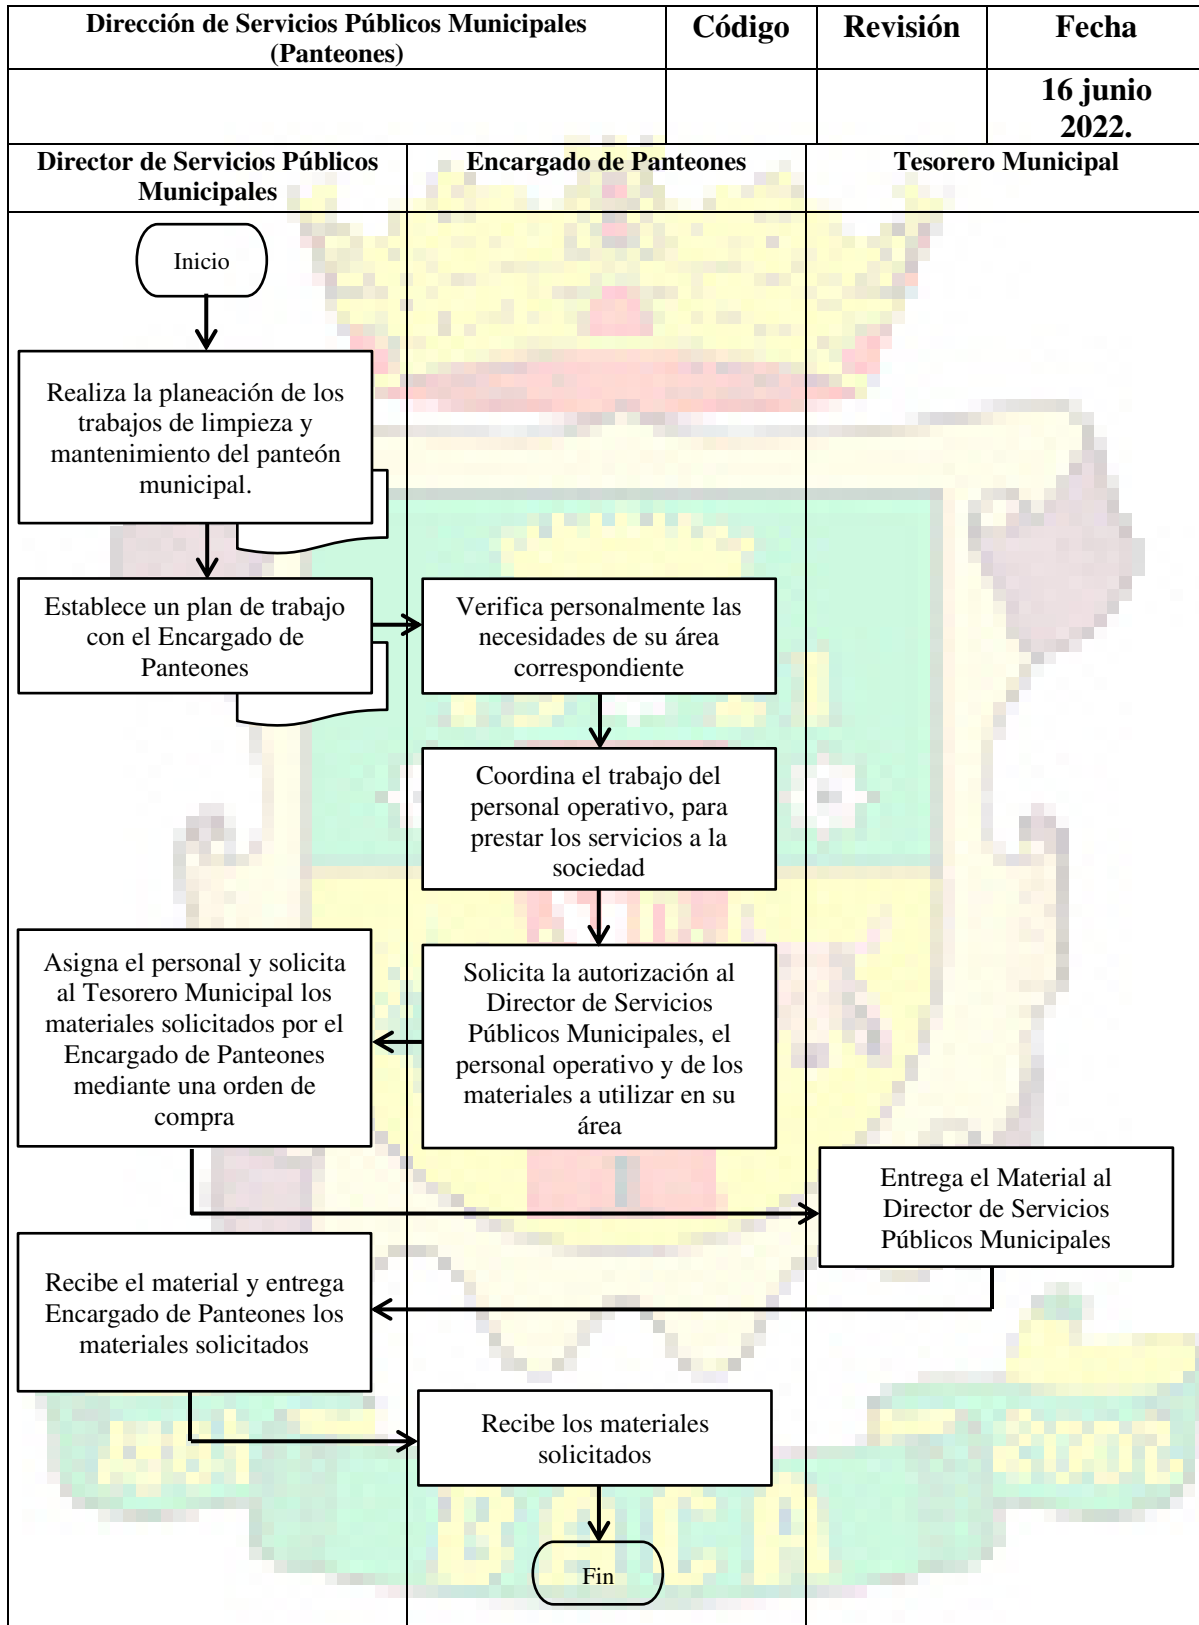 Dirección de Servicios Públicos Municipales
(Panteones)
Código
Revisión
Fecha
16 junio
2022.
Director de Servicios Públicos
Municipales
Encargado de Panteones
Tesorero Municipal
Inicio
Realiza la planeación de los
trabajos de limpieza y
mantenimiento del panteón
municipal.
Establece un plan de trabajo
con el Encargado de
Panteones
Verifica personalmente las
necesidades de su área
correspondiente
Coordina el trabajo del
personal operativo, para
prestar los servicios a la
sociedad
Solicita la autorización al
Director de Servicios
Públicos Municipales, el
personal operativo y de los
materiales a utilizar en su
área
Asigna el personal y solicita
al Tesorero Municipal los
materiales solicitados por el
Encargado de Panteones
mediante una orden de
compra
Entrega el Material al
Director de Servicios
Públicos Municipales
Recibe el material y entrega
Encargado de Panteones los
materiales solicitados
Recibe los materiales
solicitados
Fin